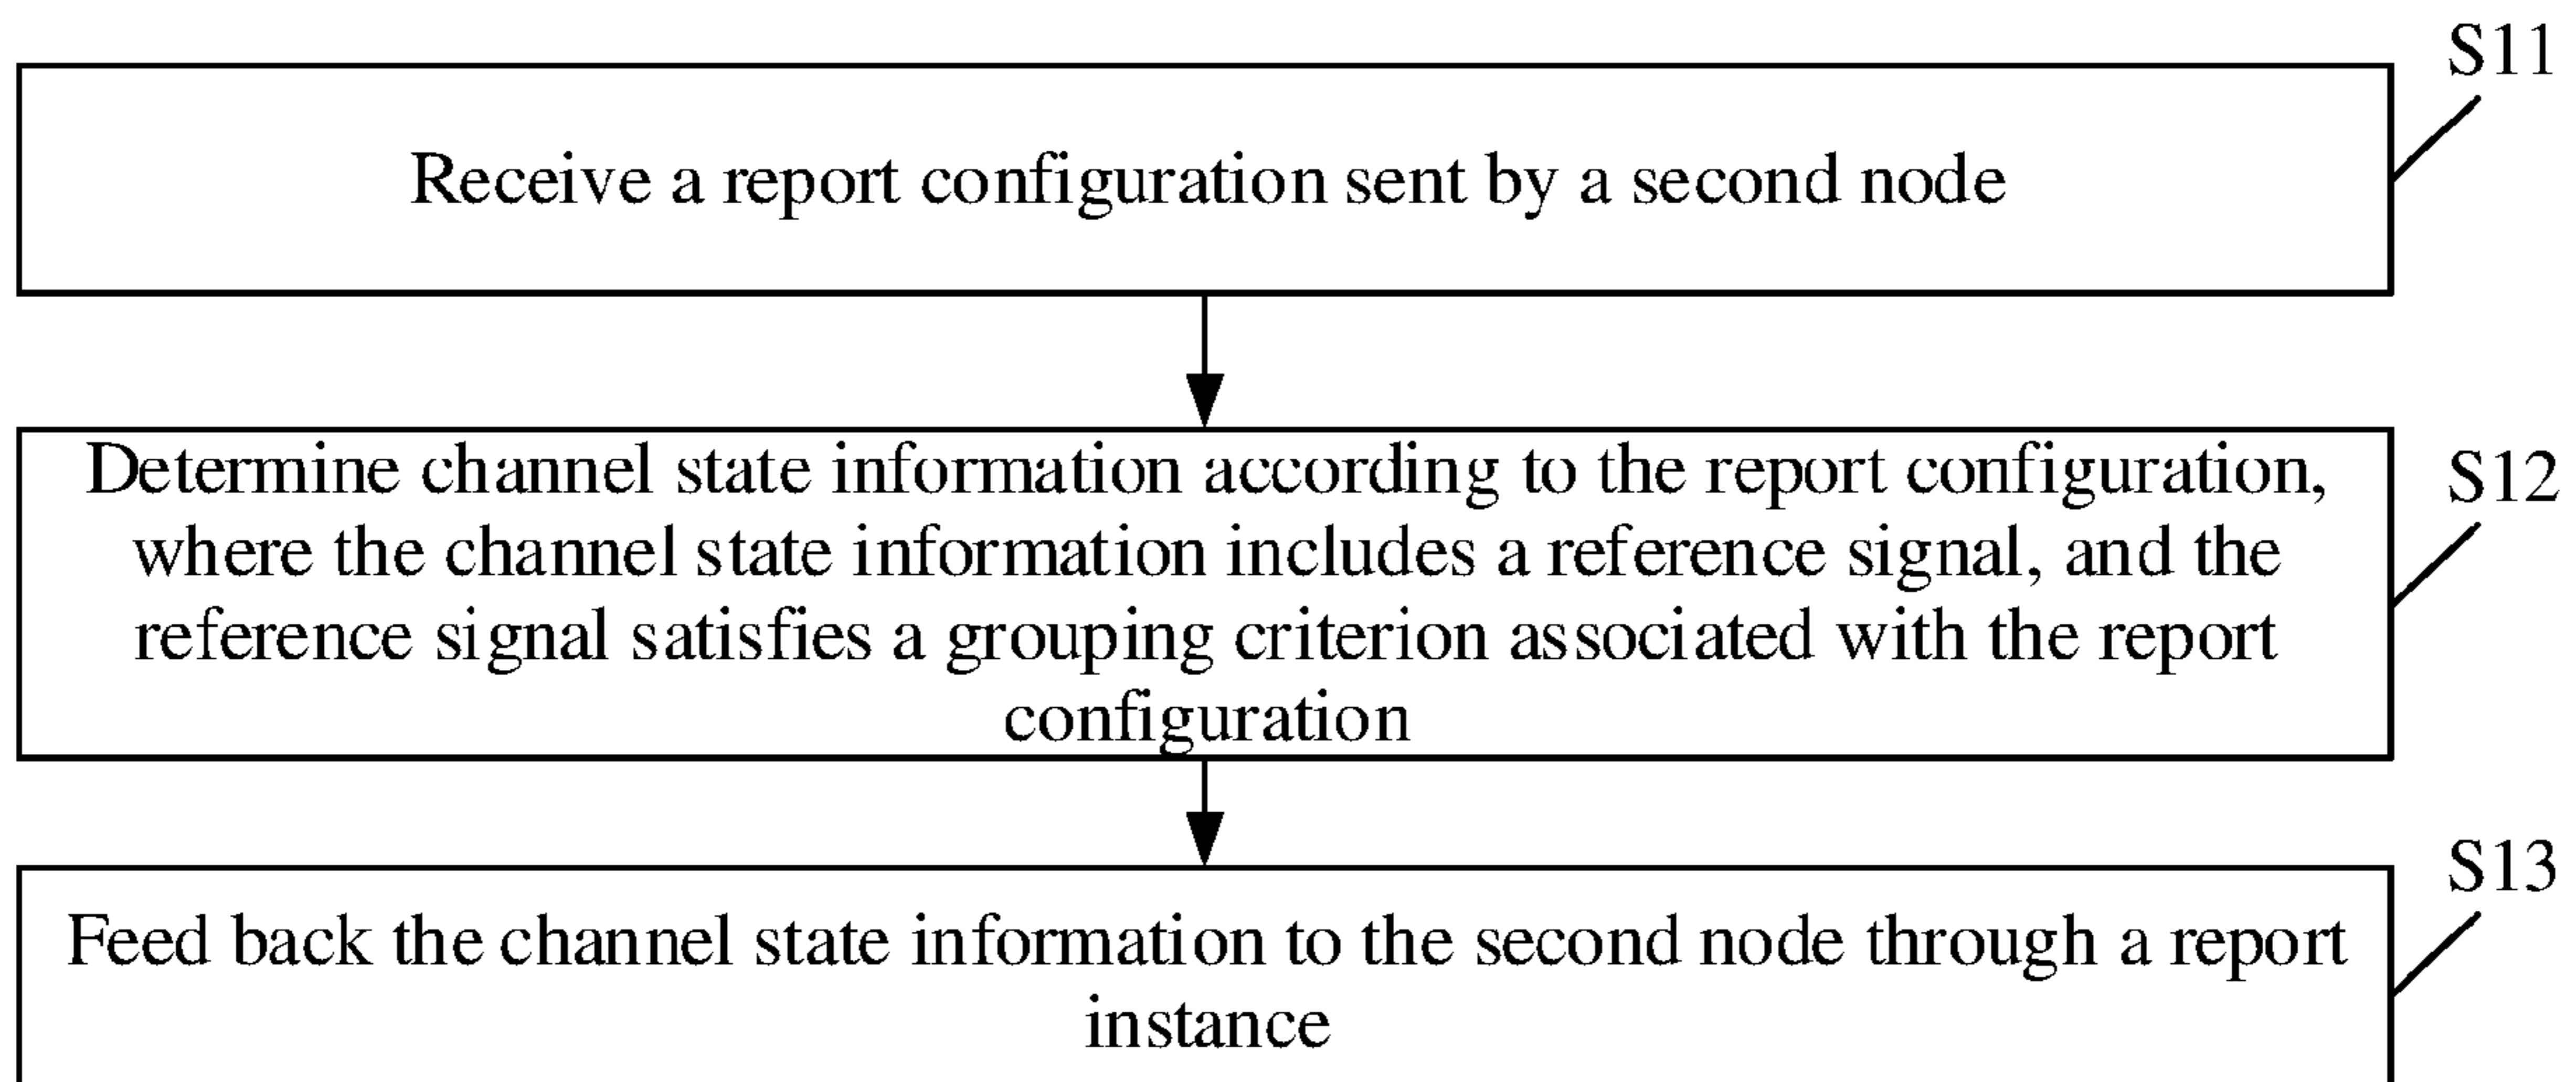 S11
Receive a report configuration sent by a second node
Determine channel state information according to the report configuration,
S12
where the channel state information includes a reference signal, and the
reference signal satisfies a grouping criterion associated with the report
configuration
S13
Feed back the channel state information to the second node through a report
instance